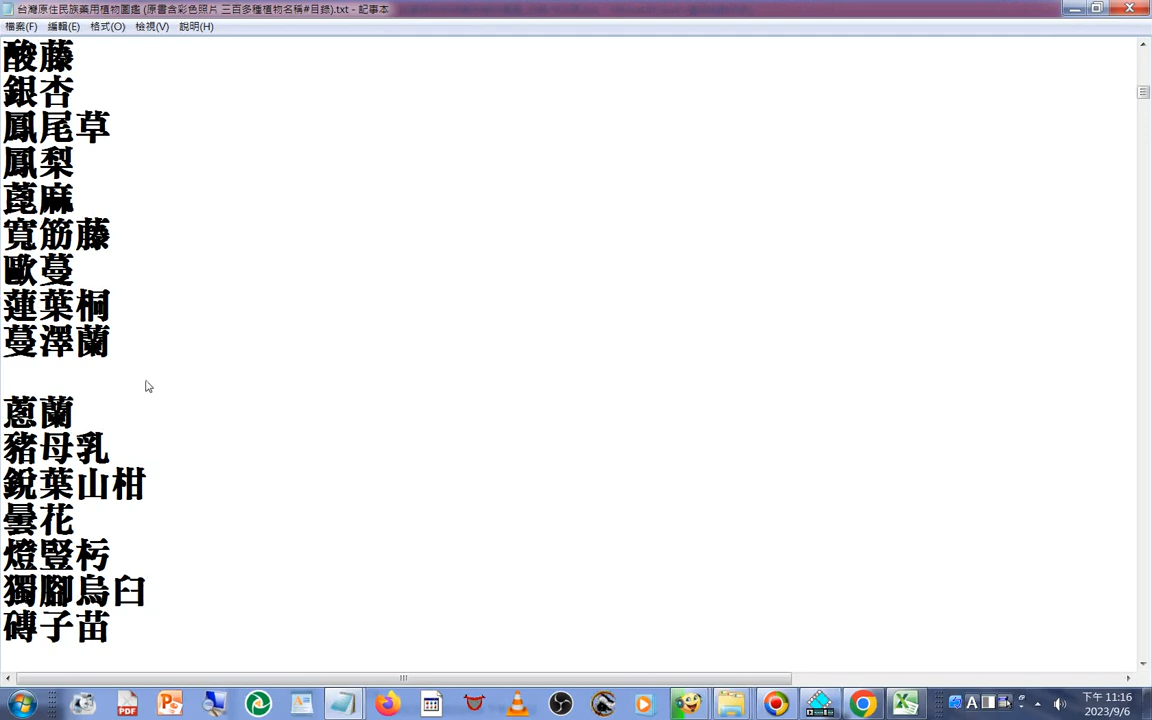 台灣原住民族藥用植物圖鑑 (原書含彩色照片 三百多種植物名稱#目錄).txt - 記事本
檔案(F) 編輯(E) 格式(O) 檢視(V) 說明(H)
酸藤
銀杏
鳳尾草
鳳梨
蓖麻
寬筋藤
歐蔓
蓮葉桐
蔓澤蘭
蔥蘭
豬母乳
銳葉山柑
曇花
燈豎杇
獨腳烏臼
磚子苗
下午 11:16
2023/9/6